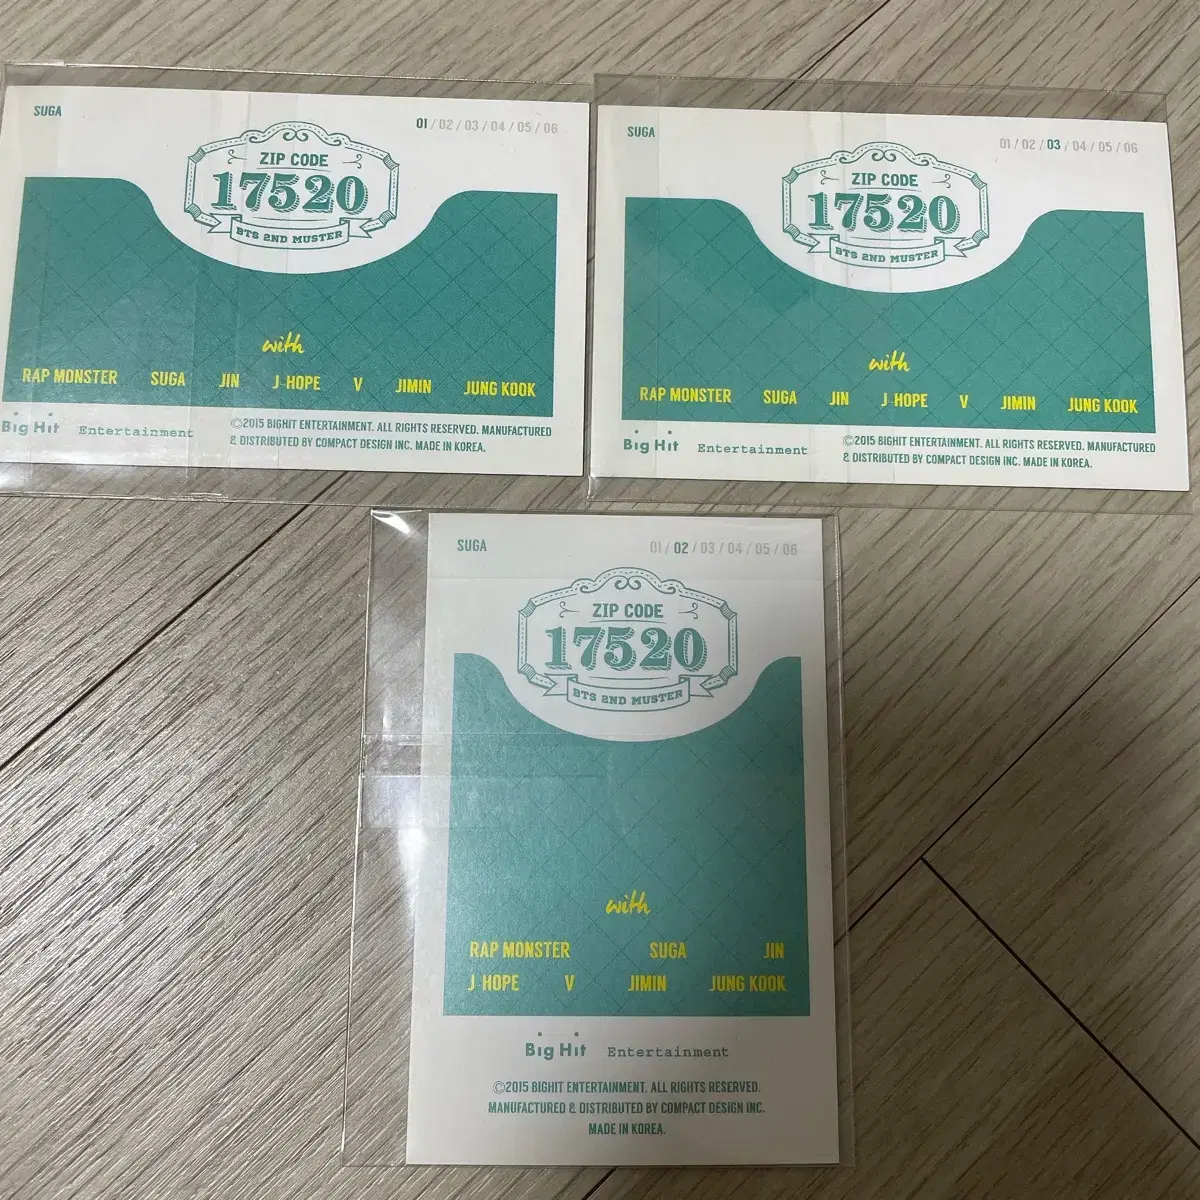 SUGA
01 / 02 / 03 / 04 / 05 / 06
ZIP CODE
17520
BTS 2ND MUSTER
with
RAP MONSTER SUGA JIN J-HOPE V JIMIN JUNG KOOK
BigHit Entertainment
©2015 BIGHIT ENTERTAINMENT. ALL RIGHTS RESERVED. MANUFACTURED
& DISTRIBUTED BY COMPACT DESIGN INC. MADE IN KOREA.
SUGA
01 / 02 / 03 / 04 / 05 / 06
ZIP CODE
17520
BTS 2ND MUSTER
with
RAP MONSTER SUGA JIN J HOPE V JIMIN JUNG KOOK
BigHit Entertainment
©2015 BIGHIT ENTERTAINMENT. ALL RIGHTS RESERVED. MANUFACTURED
& DISTRIBUTED BY COMPACT DESIGN INC. MADE IN KOREA.
SUGA
01 / 02 / 03 / 04 / 05 / 06
ZIP CODE
17520
BTS 2ND MUSTER
with
RAP MONSTER SUGA JIN
J HOPE V JIMIN JUNG KOOK
BigHit Entertainment
©2015 BIGHIT ENTERTAINMENT. ALL RIGHTS RESERVED.
MANUFACTURED & DISTRIBUTED BY COMPACT DESIGN INC.
MADE IN KOREA.